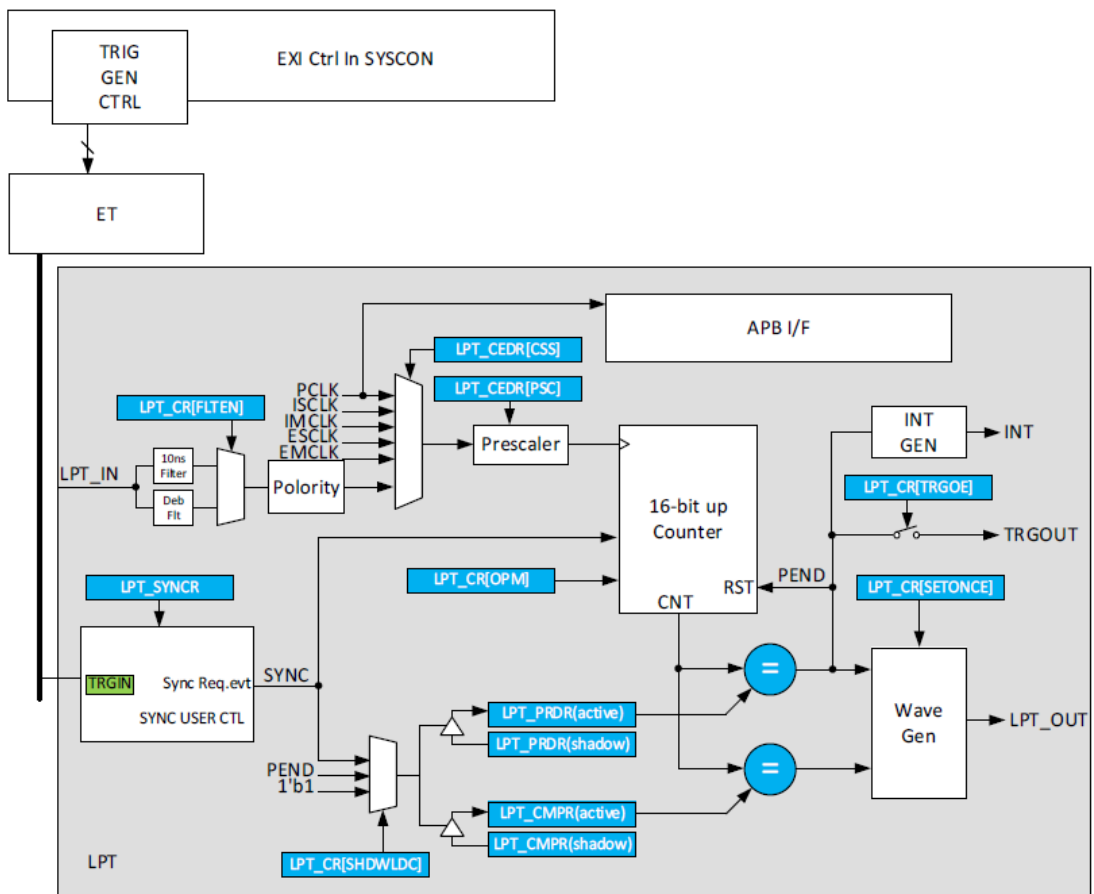 TRIG
GEN
CTRL
EXI Ctrl In SYSCON
ET
APB I/F
LPT_CEDR[CSS]
PCLK
ISCLK
IMCLK
ESCLK
EMCLK
LPT_CEDR[PSC]
LPT_CR[FLTEN]
LPT_IN
10ns
Filter
Deb
Flt
Polority
Prescaler
INT
GEN
INT
LPT_CR[TRGOE]
TRGOUT
16-bit up
Counter
RST
CNT
PEND
LPT_CR[OPM]
LPT_CR[SETONCE]
LPT_SYNCR
TRGIN
Sync Req.evt
SYNC USER CTL
SYNC
=
LPT_PRDR(active)
LPT_PRDR(shadow)
Wave
Gen
LPT_OUT
PEND
1'b1
=
LPT_CMPR(active)
LPT_CMPR(shadow)
LPT_CR[SHDWLDC]
LPT